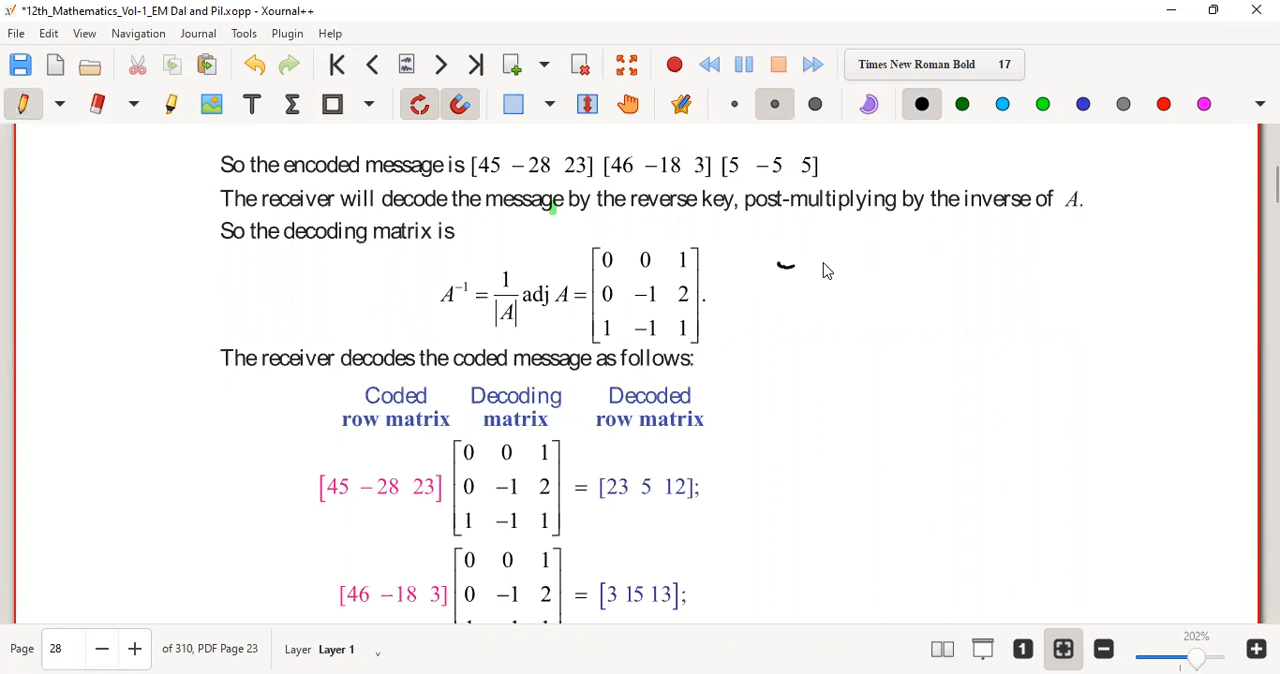 *12th_Mathematics_Vol-1_EM Dal and Pil.xopp - Xournal++
File Edit View Navigation Journal Tools Plugin Help
Times New Roman Bold 17
So the encoded message is [45 −28 23] [46 −18 3] [5 −5 5]
The receiver will decode the message by the reverse key, post-multiplying by the inverse of A.
So the decoding matrix is
A⁻¹ = 1/|A| adj A = [0 0 1
0 −1 2
1 −1 1].
The receiver decodes the coded message as follows:
Coded Decoding Decoded
row matrix matrix row matrix
[45 −28 23] [0 0 1
0 −1 2
1 −1 1] = [23 5 12];
[46 −18 3] [0 0 1
0 −1 2 = [3 15 13];
Page 28 of 310, PDF Page 23 Layer Layer 1 1 202%